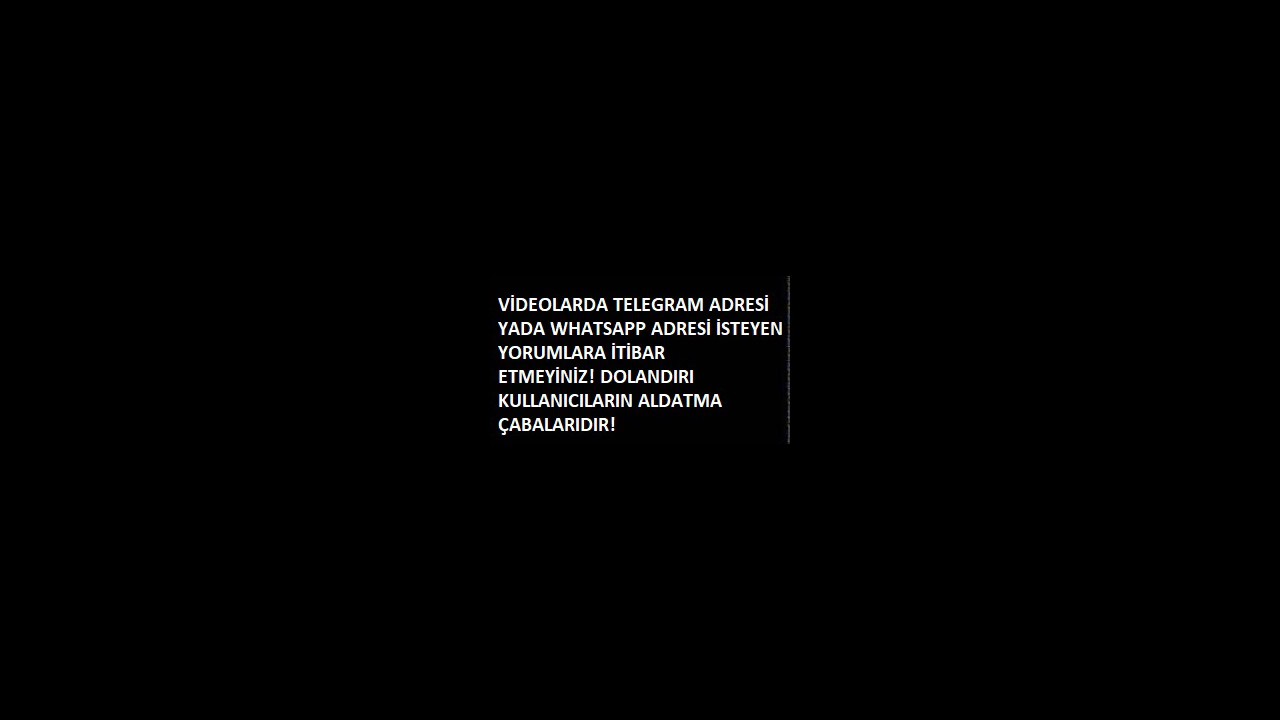 VİDEOLARDA TELEGRAM ADRESİ
YADA WHATSAPP ADRESİ İSTEYEN
YORUMLARA İTİBAR
ETMEYİNİZ! DOLANDIRI
KULLANICILARIN ALDATMA
ÇABALARIDIR!